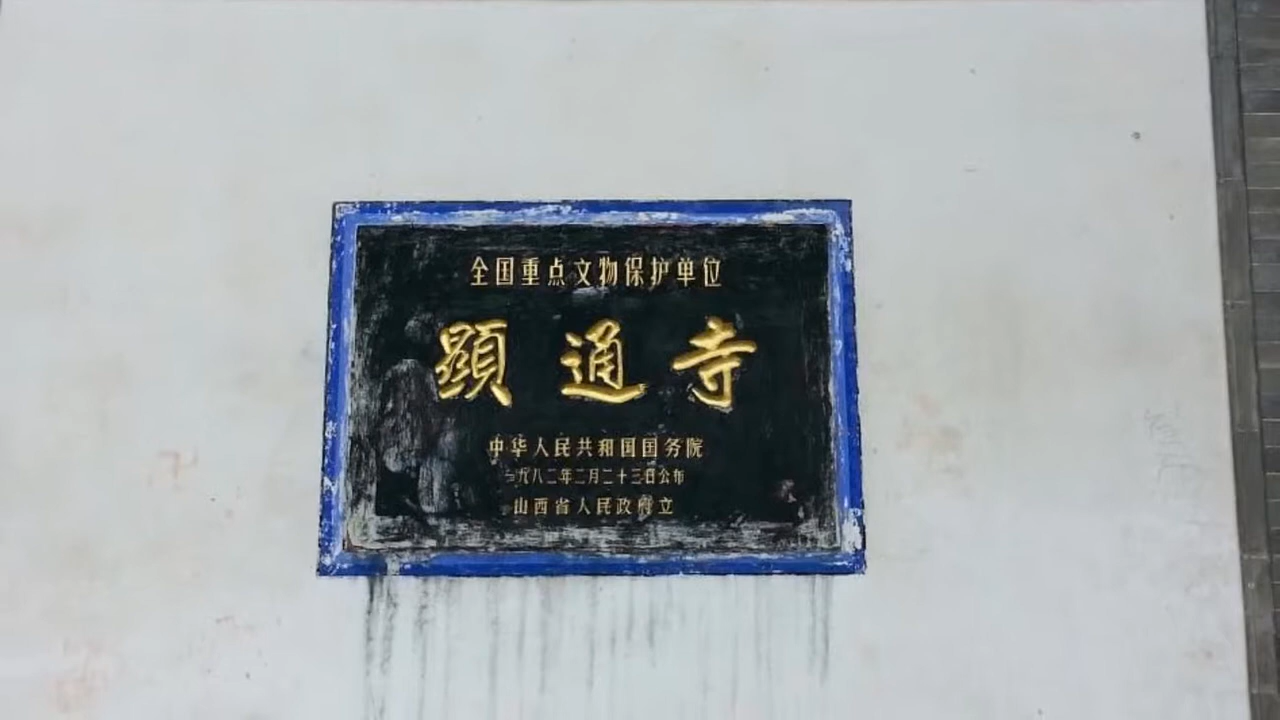 全国重点文物保护单位
顯通寺
中华人民共和国国务院
一九八二年二月二十三日公布
山西省人民政府立